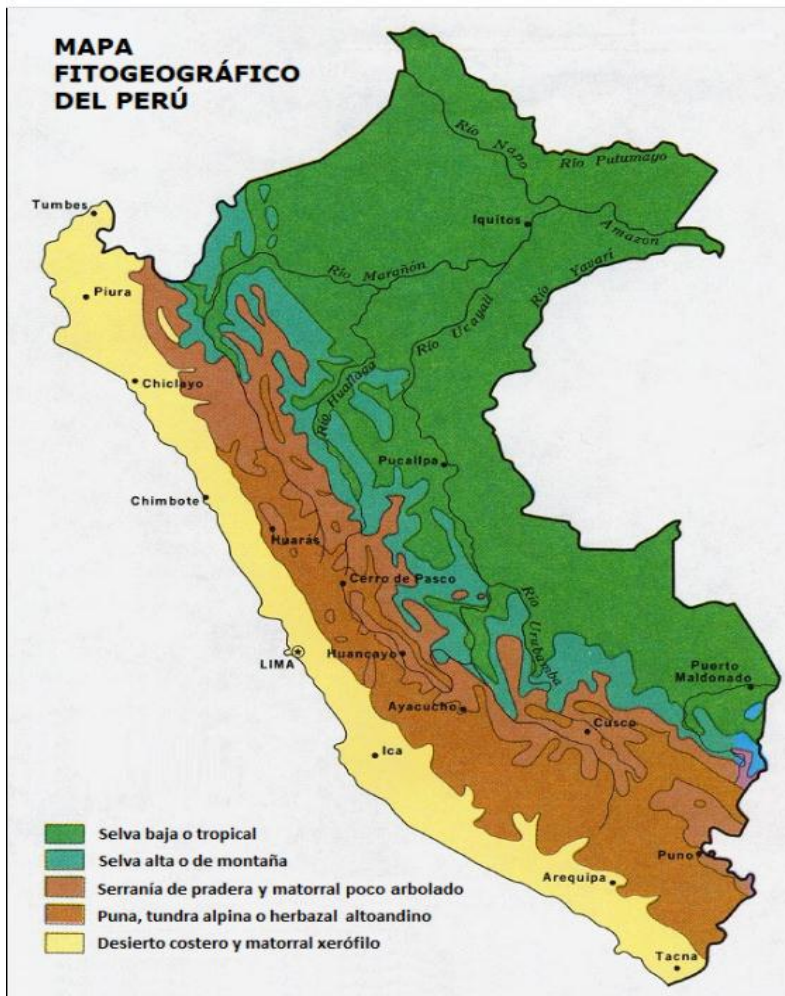 MAPA
FITOGEOGRÁFICO
DEL PERÚ
Río Napo
Río Putumayo
Tumbes
Iquitos
Amazon
Río Marañón
Río Yavarí
Piura
Río Ucayali
Chiclayo
Río Huallaga
Pucallpa
Chimbote
Huarás
Cerro de Pasco
Río Urubamba
LIMA
Huancayo
Puerto
Maldonado
Ayacucho
Cusco
Ica
Selva baja o tropical
Selva alta o de montaña
Puno
Serranía de pradera y matorral poco arbolado
Arequipa
Puna, tundra alpina o herbazal altoandino
Desierto costero y matorral xerófilo
Tacna